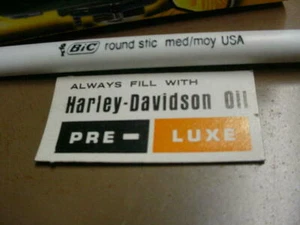 BiC round stic med/moy USA
ALWAYS FILL WITH
Harley-Davidson Oil
PRE-LUXE